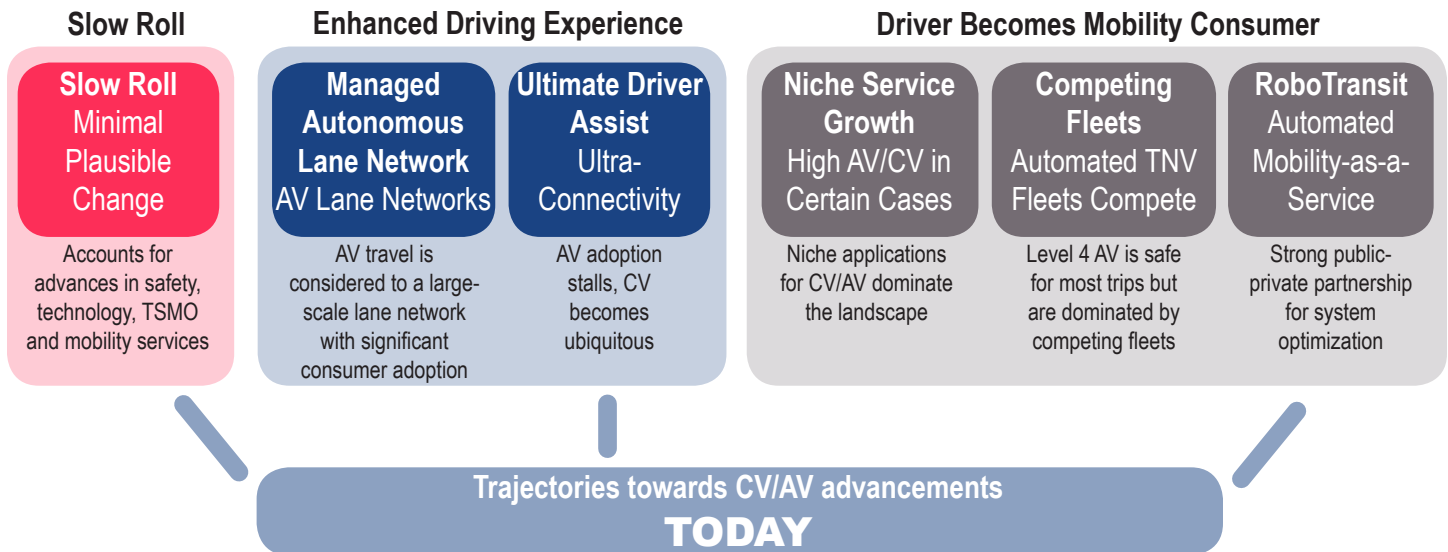 Slow Roll
Slow Roll
Minimal
Plausible
Change
Accounts for
advances in safety,
technology, TSMO
and mobility services
Enhanced Driving Experience
Managed
Autonomous
Lane Network
AV Lane Networks
AV travel is
considered to a large-
scale lane network
with significant
consumer adoption
Ultimate Driver
Assist
Ultra-
Connectivity
AV adoption
stalls, CV
becomes
ubiquitous
Driver Becomes Mobility Consumer
Niche Service
Growth
High AV/CV in
Certain Cases
Niche applications
for CV/AV dominate
the landscape
Competing
Fleets
Automated TNV
Fleets Compete
Level 4 AV is safe
for most trips but
are dominated by
competing fleets
RoboTransit
Automated
Mobility-as-a-
Service
Strong public-
private partnership
for system
optimization
Trajectories towards CV/AV advancements
TODAY